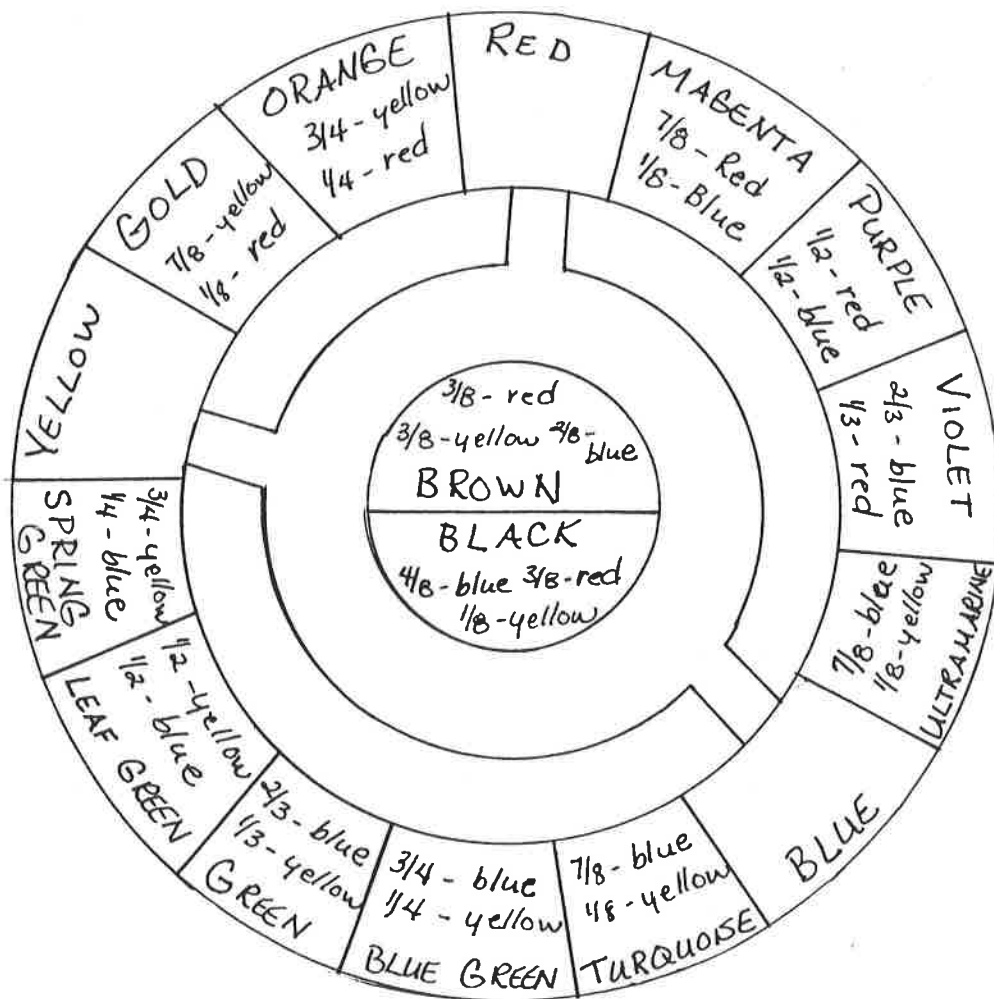 RED
MAGENTA
7/8 - Red
1/8 - Blue
PURPLE
1/2 - red
1/2 - blue
VIOLET
2/3 - blue
1/3 - red
ULTRAMARINE
7/8 - blue
1/8 - yellow
BLUE
TURQUOISE
7/8 - blue
1/8 - yellow
BLUE GREEN
3/4 - blue
1/4 - yellow
GREEN
2/3 - blue
1/3 - yellow
LEAF GREEN
1/2 - yellow
1/2 - blue
SPRING
GREEN
3/4 - yellow
1/4 - blue
YELLOW
GOLD
7/8 - yellow
1/8 - red
ORANGE
3/4 - yellow
1/4 - red
3/8 - red
3/8 - yellow 2/8 -
blue
BROWN
BLACK
4/8 - blue 3/8 - red
1/8 - yellow